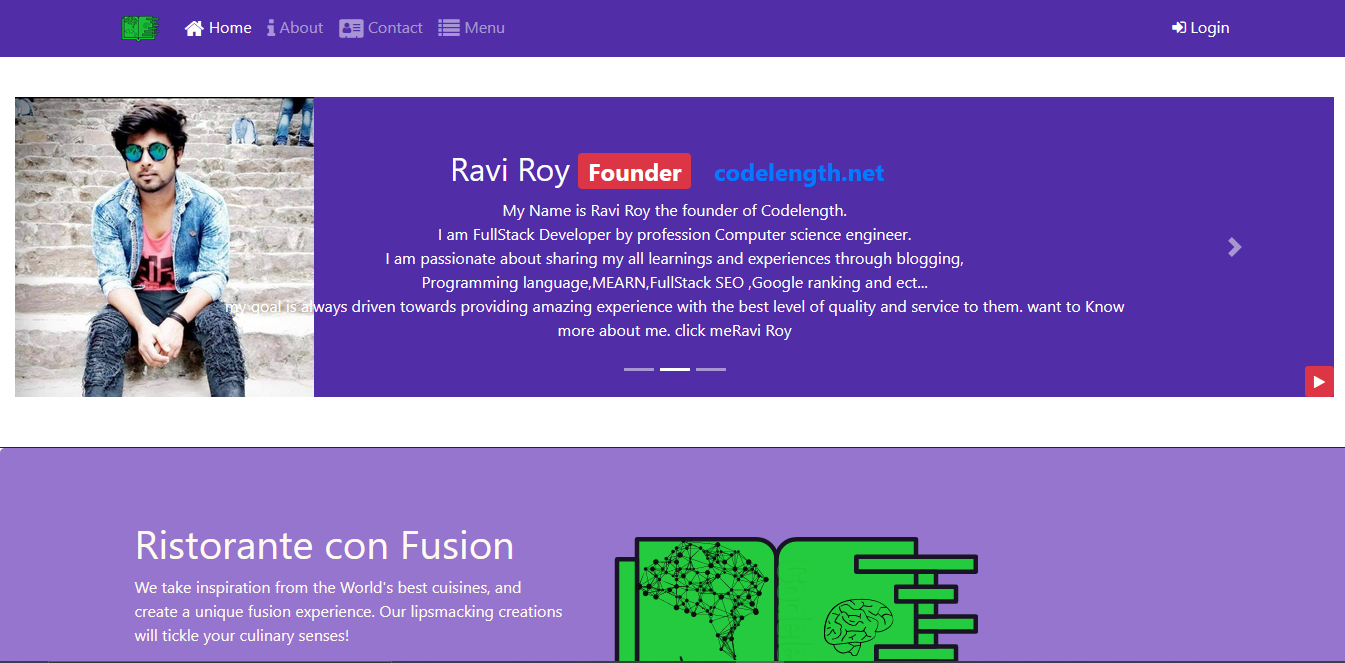 Home About Contact Menu Login
Ravi Roy Founder codelength.net
My Name is Ravi Roy the founder of Codelength.
I am FullStack Developer by profession Computer science engineer.
I am passionate about sharing my all learnings and experiences through blogging,
Programming language,MEARN,FullStack SEO ,Google ranking and ect...
my goal is always driven towards providing amazing experience with the best level of quality and service to them. want to Know
more about me. click meRavi Roy
Ristorante con Fusion
We take inspiration from the World's best cuisines, and
create a unique fusion experience. Our lipsmacking creations
will tickle your culinary senses!